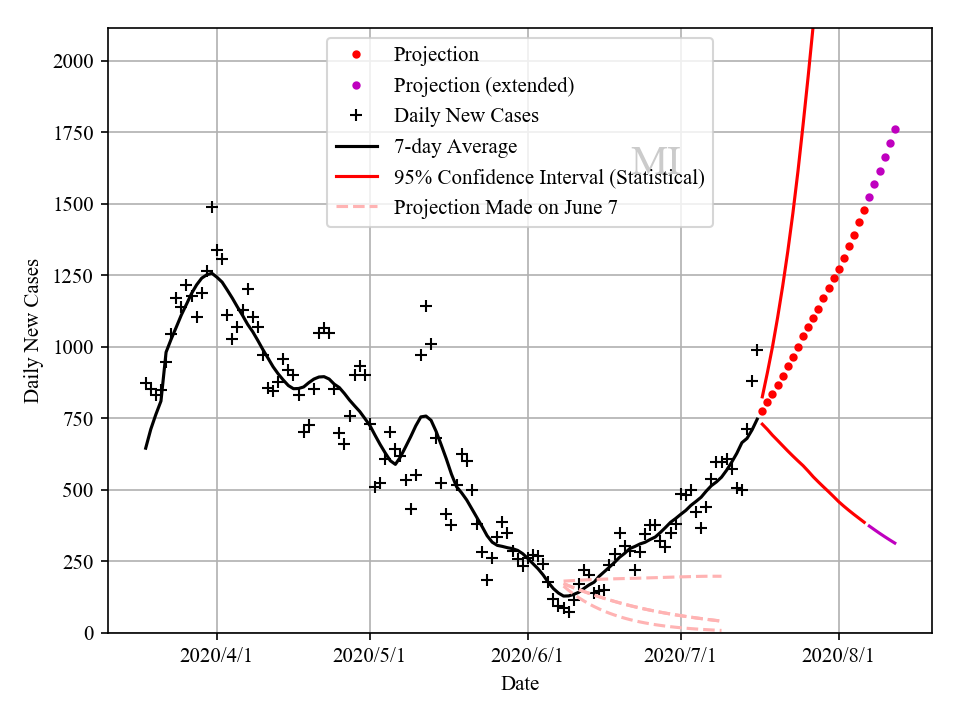 Projection
Projection (extended)
Daily New Cases
7-day Average
95% Confidence Interval (Statistical)
Projection Made on June 7
MI
2000
1750
1500
1250
1000
750
500
250
0
Daily New Cases
2020/4/1
2020/5/1
2020/6/1
2020/7/1
2020/8/1
Date